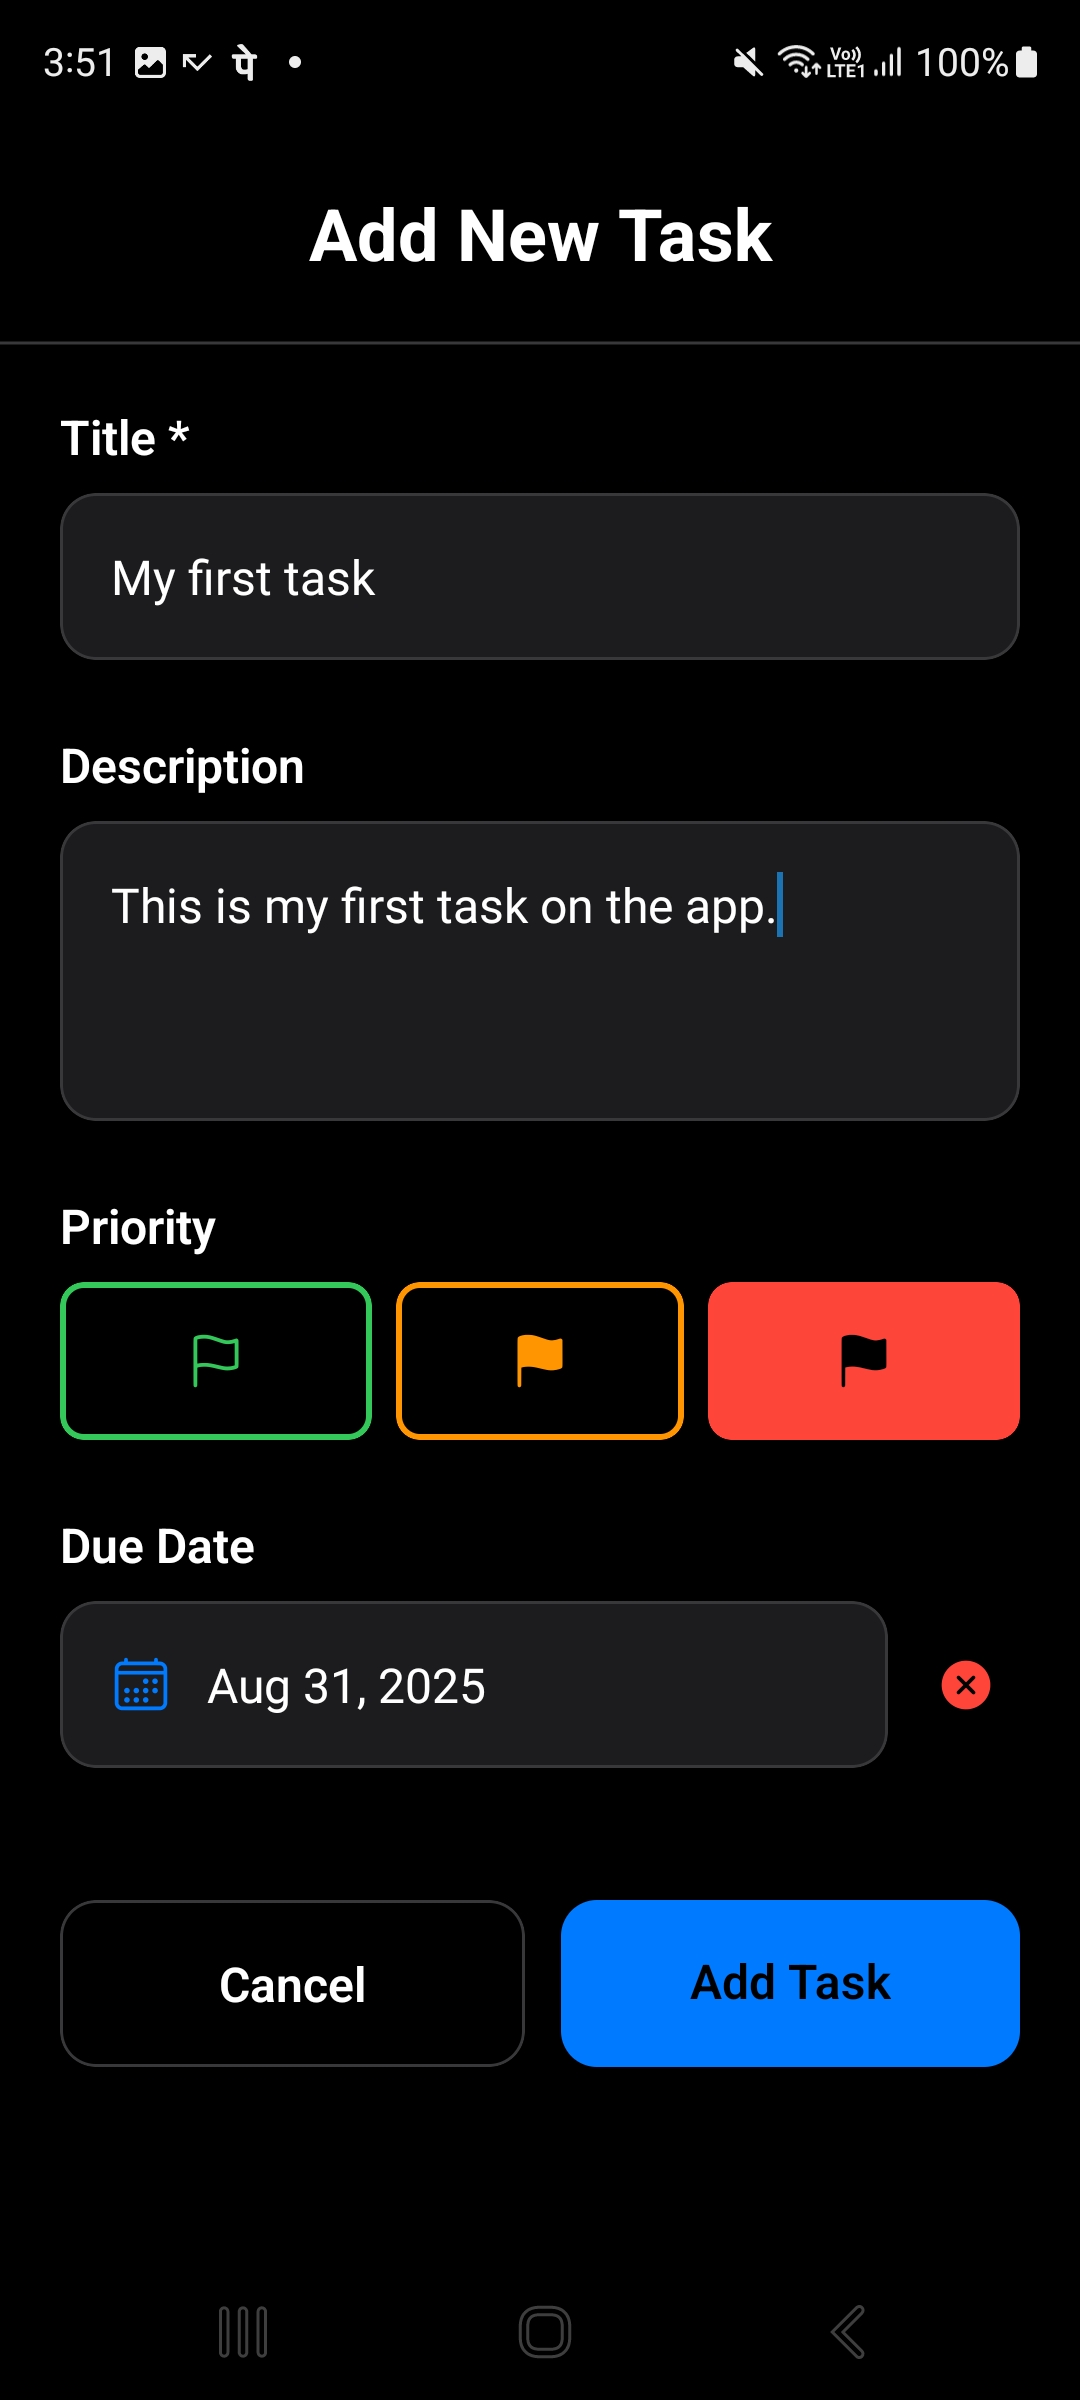 3:51 पे Vo)) LTE1 100%
Add New Task
Title *
My first task
Description
This is my first task on the app.
Priority
Due Date
Aug 31, 2025
Cancel
Add Task